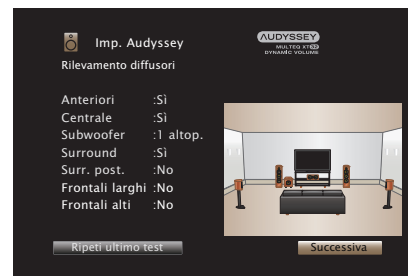 Imp. Audyssey
AUDYSSEY
MULTEQ XT32
DYNAMIC VOLUME
Rilevamento diffusori
Anteriori :Sì
Centrale :Sì
Subwoofer :1 altop.
Surround :Sì
Surr. post. :No
Frontali larghi :No
Frontali alti :No
Ripeti ultimo test
Successiva